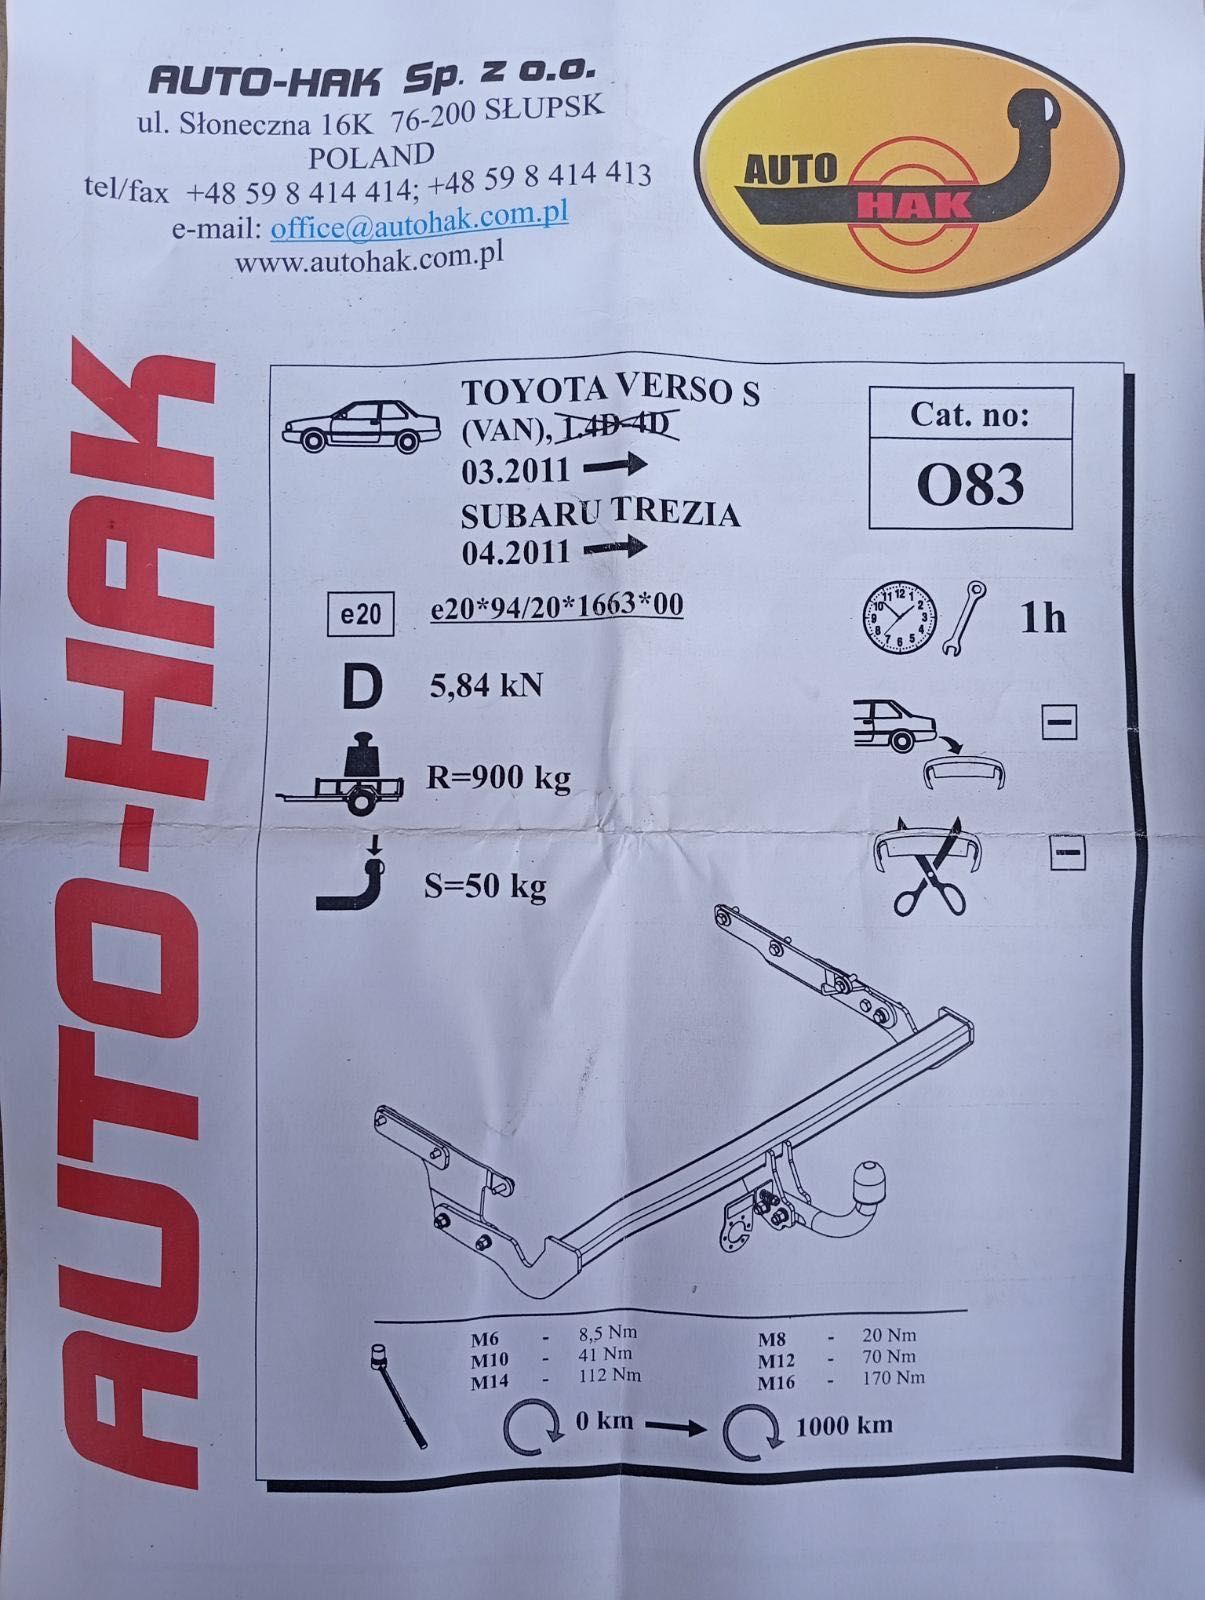 AUTO-HAK Sp. z o.o.
ul. Słoneczna 16K 76-200 SŁUPSK
POLAND
tel/fax +48 59 8 414 414; +48 59 8 414 413
e-mail: office@autohak.com.pl
www.autohak.com.pl
AUTO
HAK
AUTO-HAK
TOYOTA VERSO S
(VAN), 1.4D-4D
03.2011
SUBARU TREZIA
04.2011
Cat. no:
O83
e20 e20*94/20*1663*00
1h
D 5,84 kN
R=900 kg
S=50 kg
M6 - 8,5 Nm M8 - 20 Nm
M10 - 41 Nm M12 - 70 Nm
M14 - 112 Nm M16 - 170 Nm
0 km 1000 km